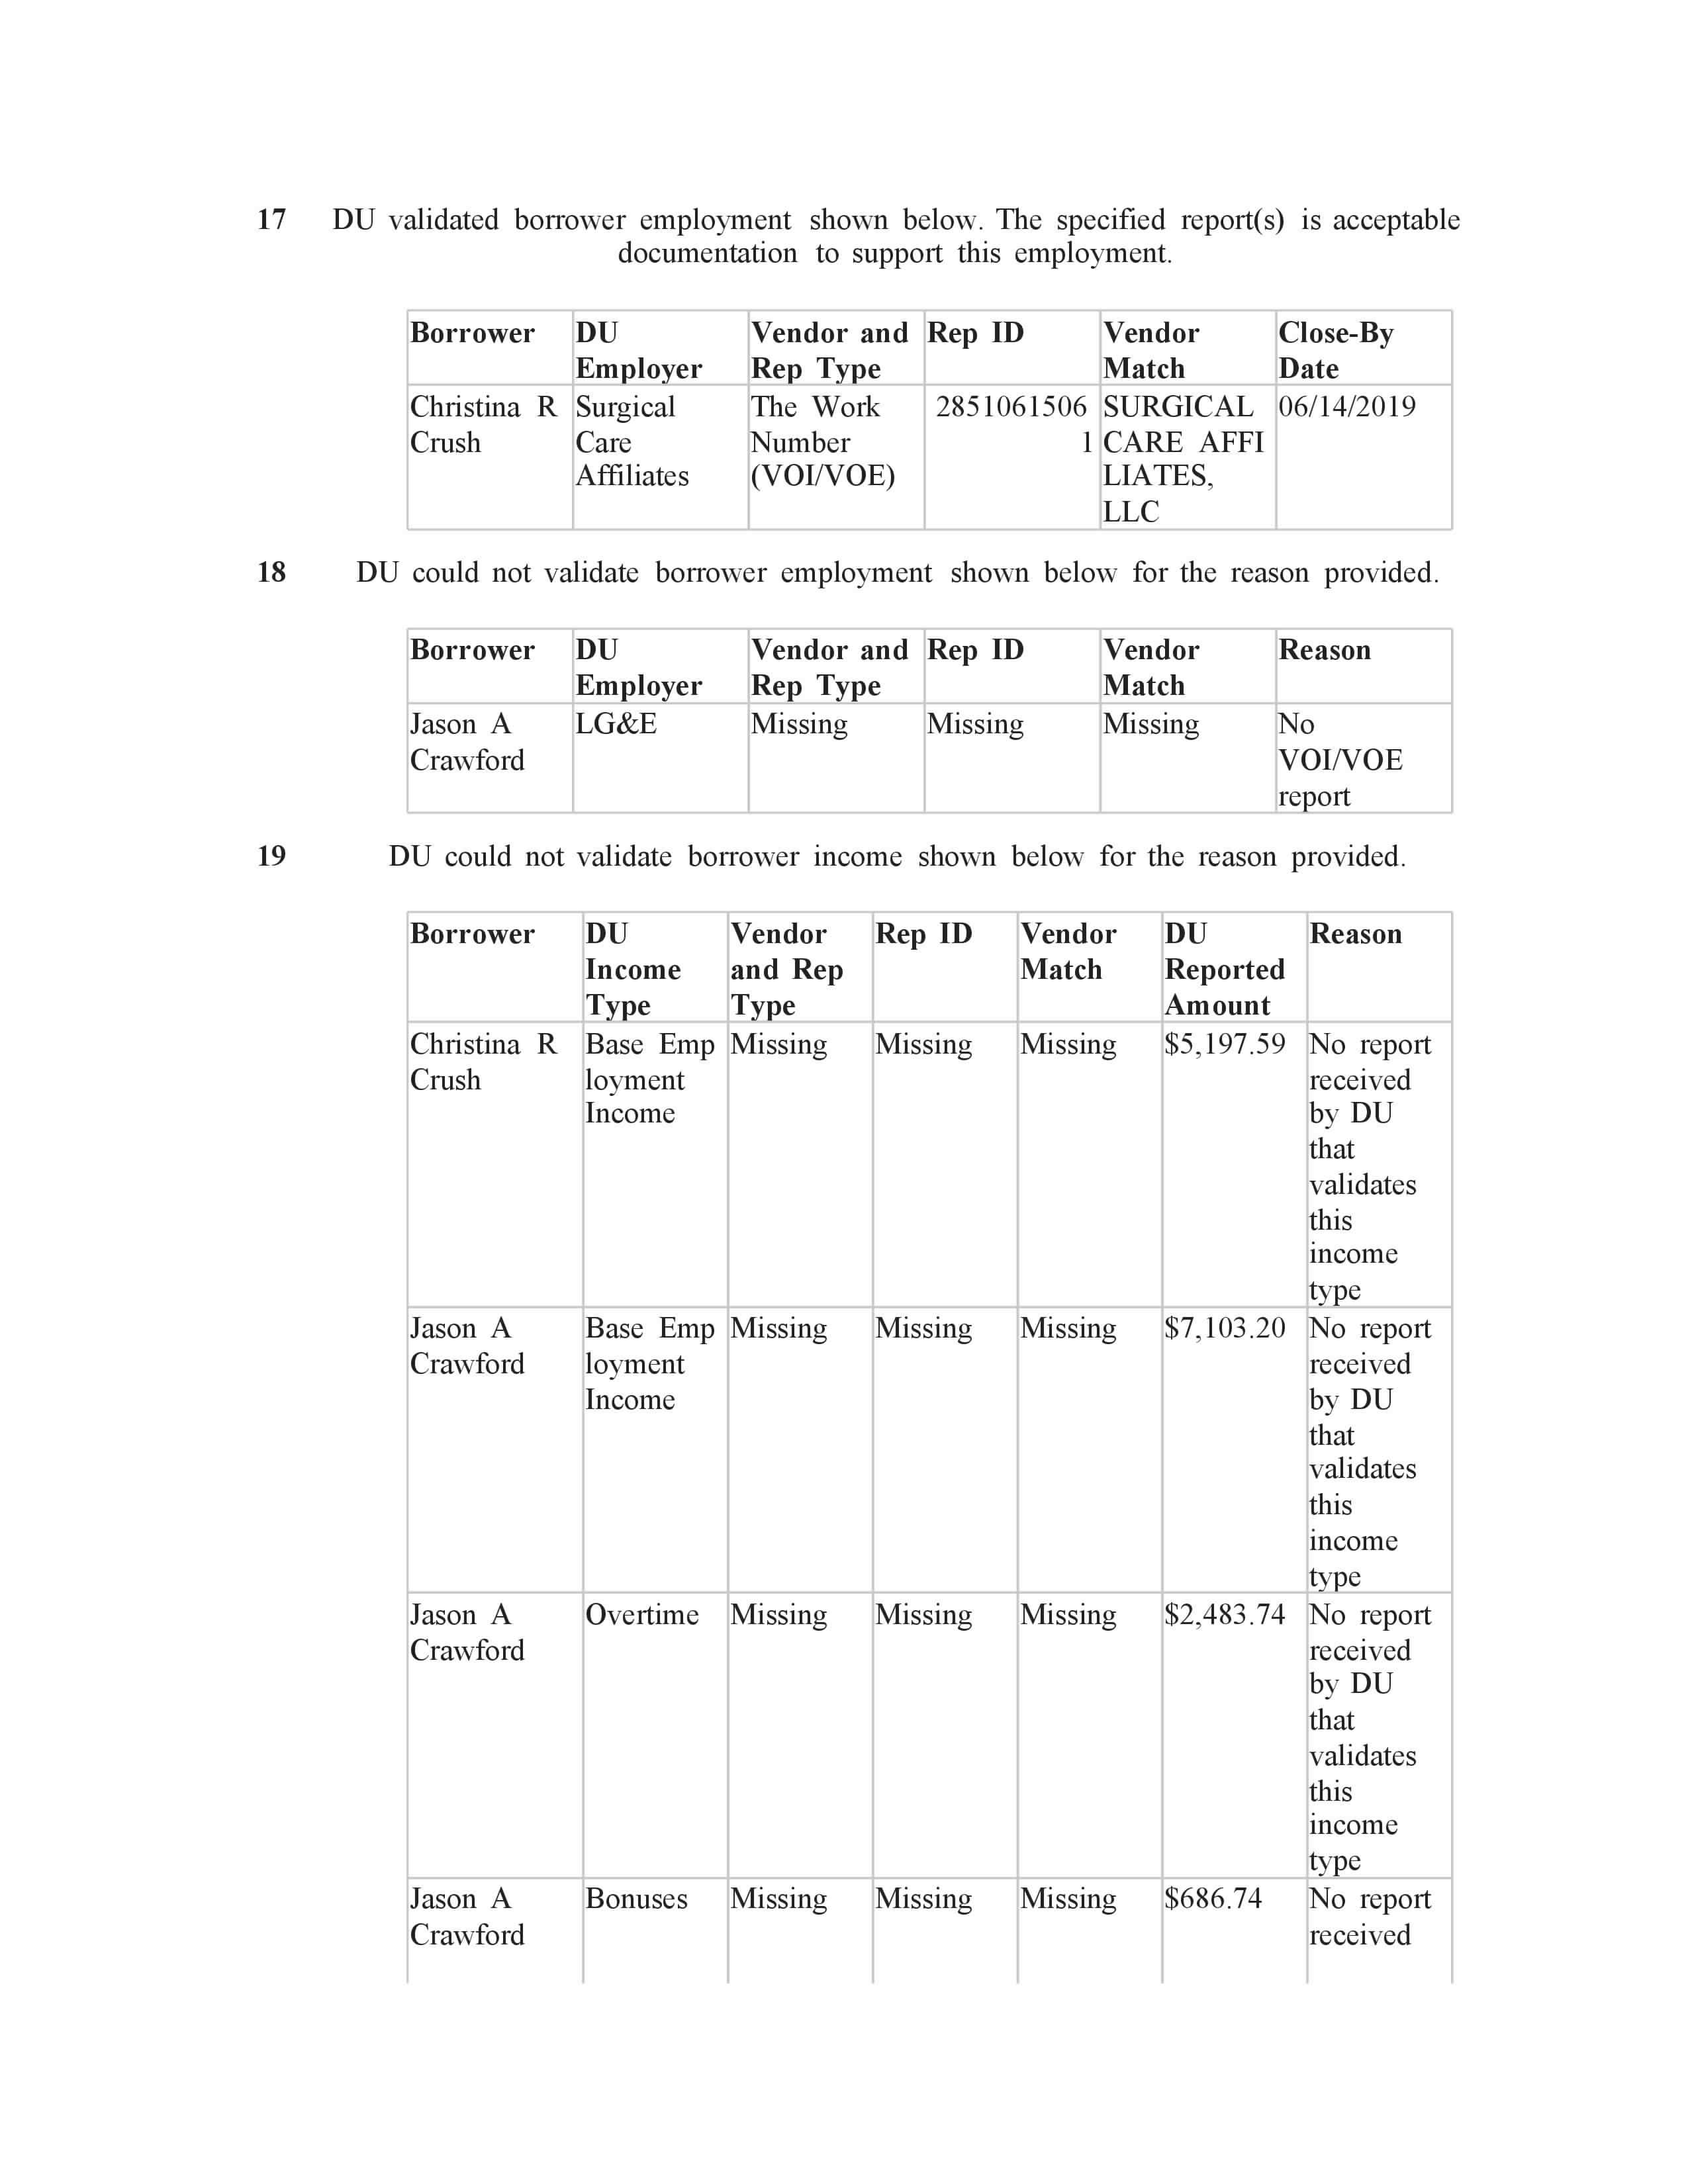 17 DU validated borrower employment shown below. The specified report(s) is acceptable
documentation to support this employment.
Borrower DU Employer Vendor and Rep Type Rep ID Vendor Match Close-By Date
Christina R Crush Surgical Care Affiliates The Work Number (VOI/VOE) 2851061506 1 SURGICAL CARE AFFI LIATES, LLC 06/14/2019
18 DU could not validate borrower employment shown below for the reason provided.
Borrower DU Employer Vendor and Rep Type Rep ID Vendor Match Reason
Jason A Crawford LG&E Missing Missing Missing No VOI/VOE report
19 DU could not validate borrower income shown below for the reason provided.
Borrower DU Income Type Vendor and Rep Type Rep ID Vendor Match DU Reported Amount Reason
Christina R Crush Base Emp loyment Income Missing Missing Missing $5,197.59 No report received by DU that validates this income type
Jason A Crawford Base Emp loyment Income Missing Missing Missing $7,103.20 No report received by DU that validates this income type
Jason A Crawford Overtime Missing Missing Missing $2,483.74 No report received by DU that validates this income type
Jason A Crawford Bonuses Missing Missing Missing $686.74 No report received